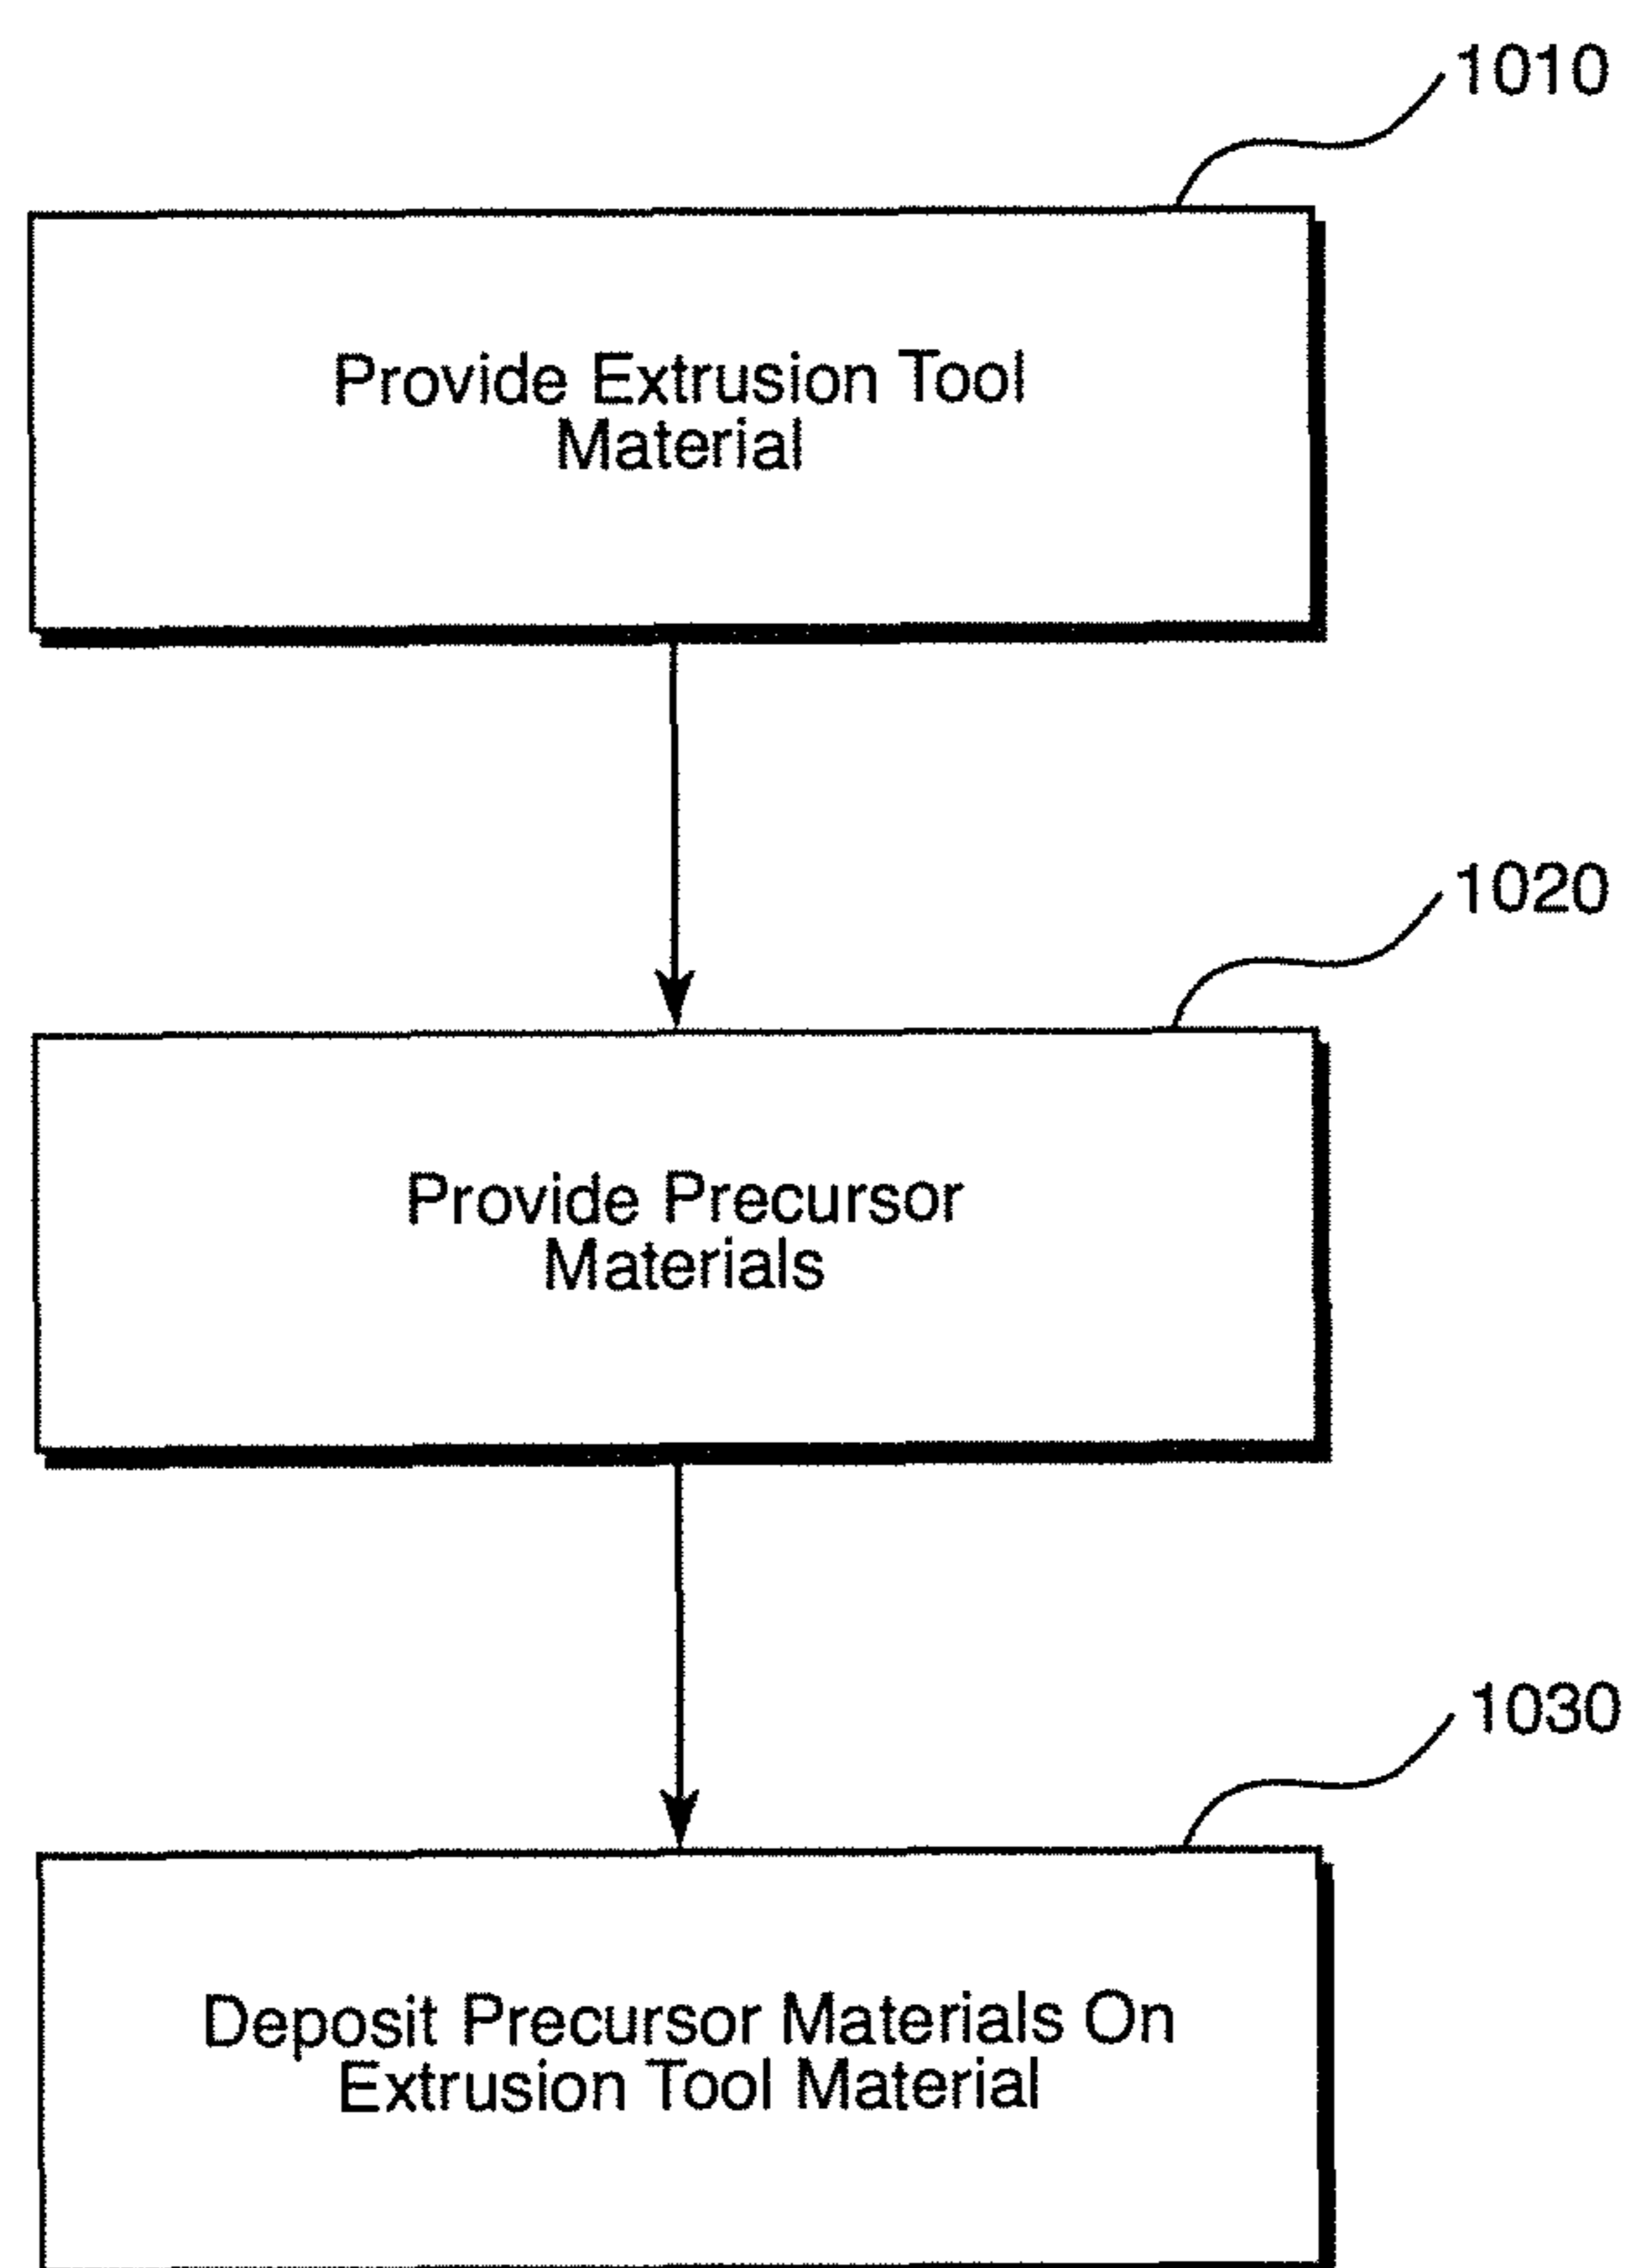 1010
Provide Extrusion Tool
Material
1020
Provide Precursor
Materials
1030
Deposit Precursor Materials On
Extrusion Tool Material